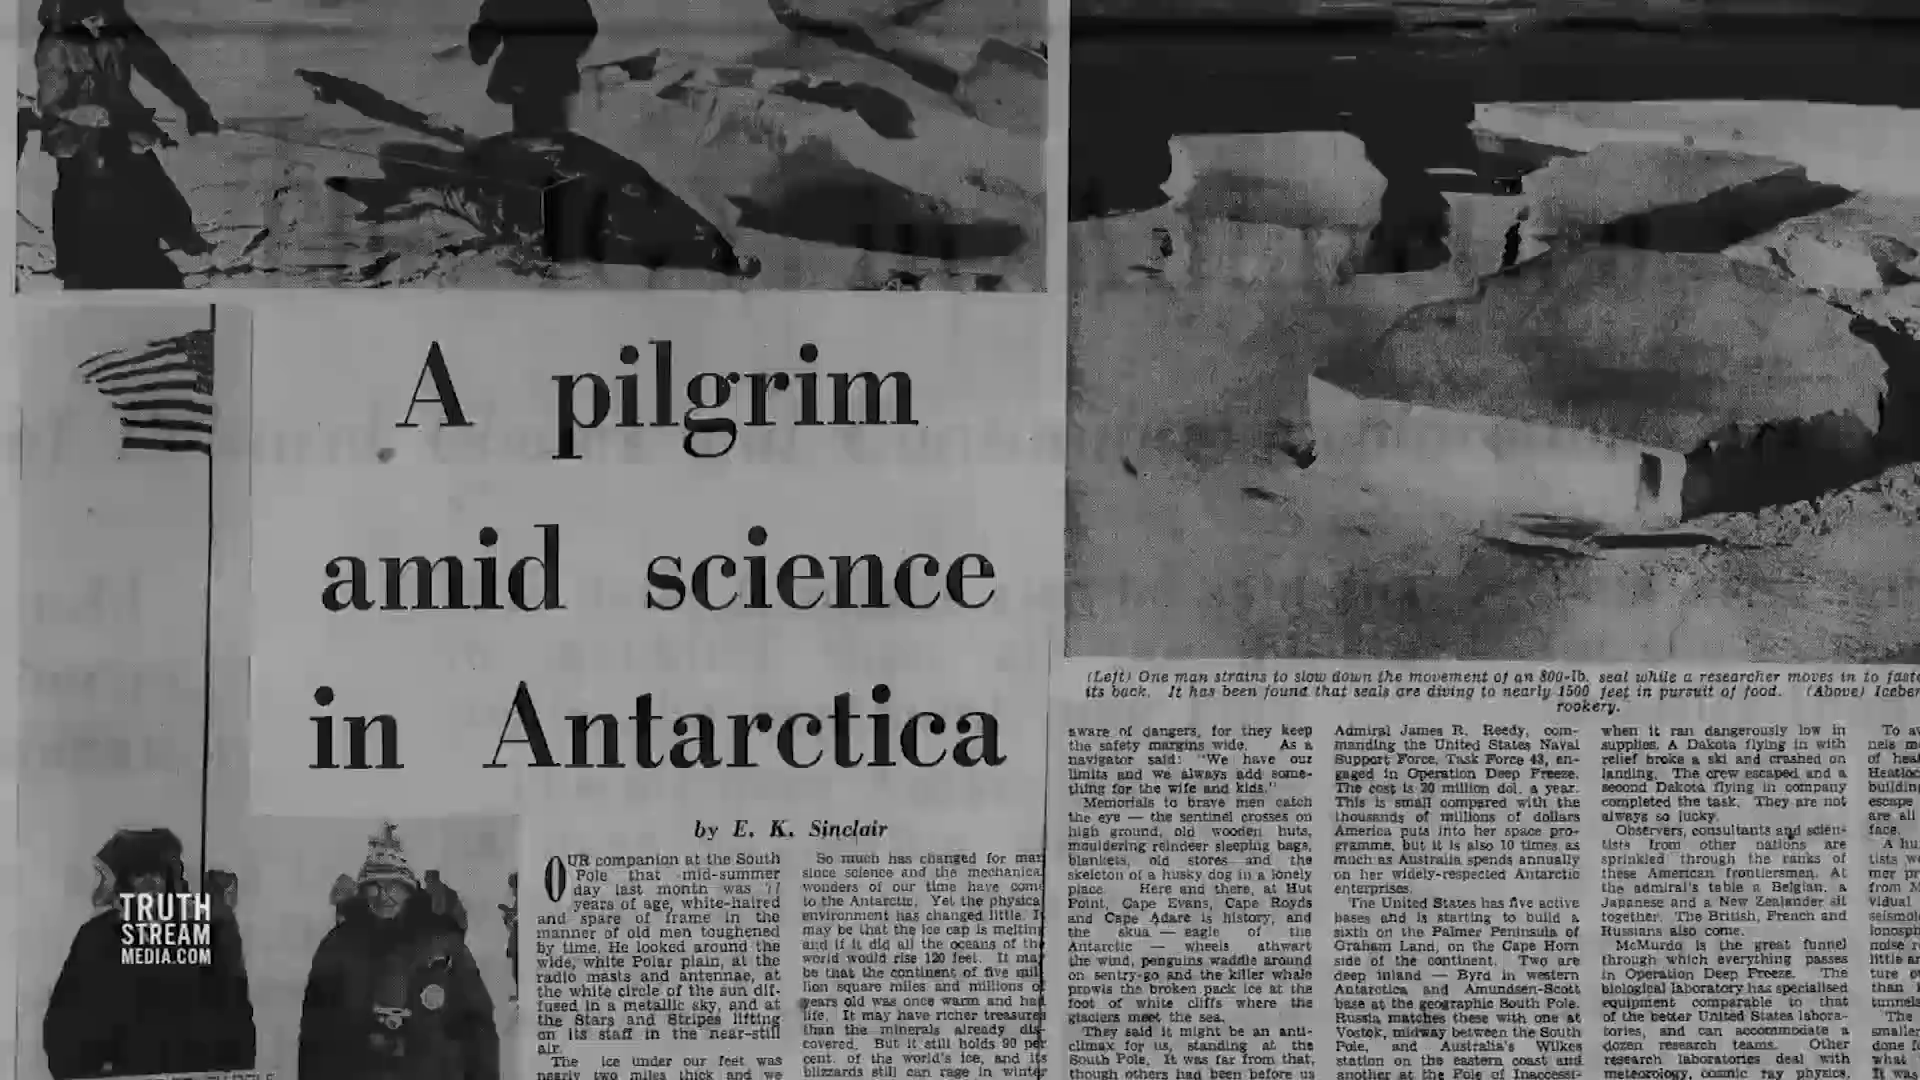 A pilgrim
amid science
in Antarctica
by E. K. Sinclair
OUR companion at the South
Pole that mid-summer
day last month was 77
years of age, white-haired
and spare of frame in the
manner of old men toughened
by time. He looked around the
wide, white Polar plain, at the
radio masts and antennae, at
the white circle of the sun dif-
fused in a metallic sky, and at
the Stars and Stripes lifting
on its staff in the near-still
air.
The ice under our feet was
nearly two miles thick and we
So much has changed for man
since science and the mechanical
wonders of our time have come
to the Antarctic. Yet the physical
environment has changed little. It
may be that the ice cap is melting
and if it did all the oceans of the
world would rise 120 feet. It may
be that the continent of five mil-
lion square miles and millions of
years old was once warm and had
life. It may have richer treasures
than the minerals already dis-
covered. But it still holds 90 per
cent. of the world's ice, and its
blizzards still can rage in winter
(Left) One man strains to slow down the movement of an 800-lb. seal while a researcher moves in to
its back. It has been found that seals are diving to nearly 1500 feet in pursuit of food. (Above)
rookery.
aware of dangers, for they keep
the safety margins wide. As a
navigator said: "We have our
limits and we always add some-
thing for the wife and kids."
Memorials to brave men catch
the eye — the sentinel crosses on
high ground, old wooden huts,
mouldering reindeer sleeping bags,
blankets, old stores and the
skeleton of a husky dog in a lonely
place. Here and there, at Hut
Point, Cape Evans, Cape Royds
and Cape Adare is history, and
the skua — eagle of the
Antarctic — wheels athwart
the wind, penguins waddle around
on sentry-go and the killer whale
prowls the broken pack ice at the
foot of white cliffs where the
glaciers meet the sea.
They said it might be an anti-
climax for us, standing at the
South Pole. It was far from that,
though others had been before us
Admiral James R. Reedy, com-
manding the United States Naval
Support Force, Task Force 43, en-
gaged in Operation Deep Freeze.
The cost is 20 million dol. a year.
This is small compared with the
thousands of millions of dollars
America puts into her space pro-
gramme, but it is also 10 times as
much as Australia spends annually
on her widely-respected Antarctic
enterprises.
The United States has five active
bases and is starting to build a
sixth on the Palmer Peninsula of
Graham Land, on the Cape Horn
side of the continent. Two are
deep inland — Byrd in western
Antarctica and Amundsen-Scott
base at the geographic South Pole.
Russia matches these with one at
Vostok, midway between the South
Pole, and Australia's Wilkes
station on the eastern coast and
another at the Pole of Inaccessi-
when it ran dangerously low in
supplies. A Dakota flying in with
relief broke a ski and crashed on
landing. The crew escaped and a
second Dakota flying in company
completed the task. They are not
always so lucky.
Observers, consultants and scien-
tists from other nations are
sprinkled through the ranks of
these American frontiersmen. At
the admiral's table a Belgian, a
Japanese and a New Zealander sit
together. The British, French and
Russians also come.
McMurdo is the great funnel
through which everything passes
in Operation Deep Freeze. The
biological laboratory has specialised
equipment comparable to that
of the better United States labora-
tories, and can accommodate a
dozen research teams. Other
research laboratories deal with
meteorology, cosmic ray physics,
TRUTH
STREAM
MEDIA.COM